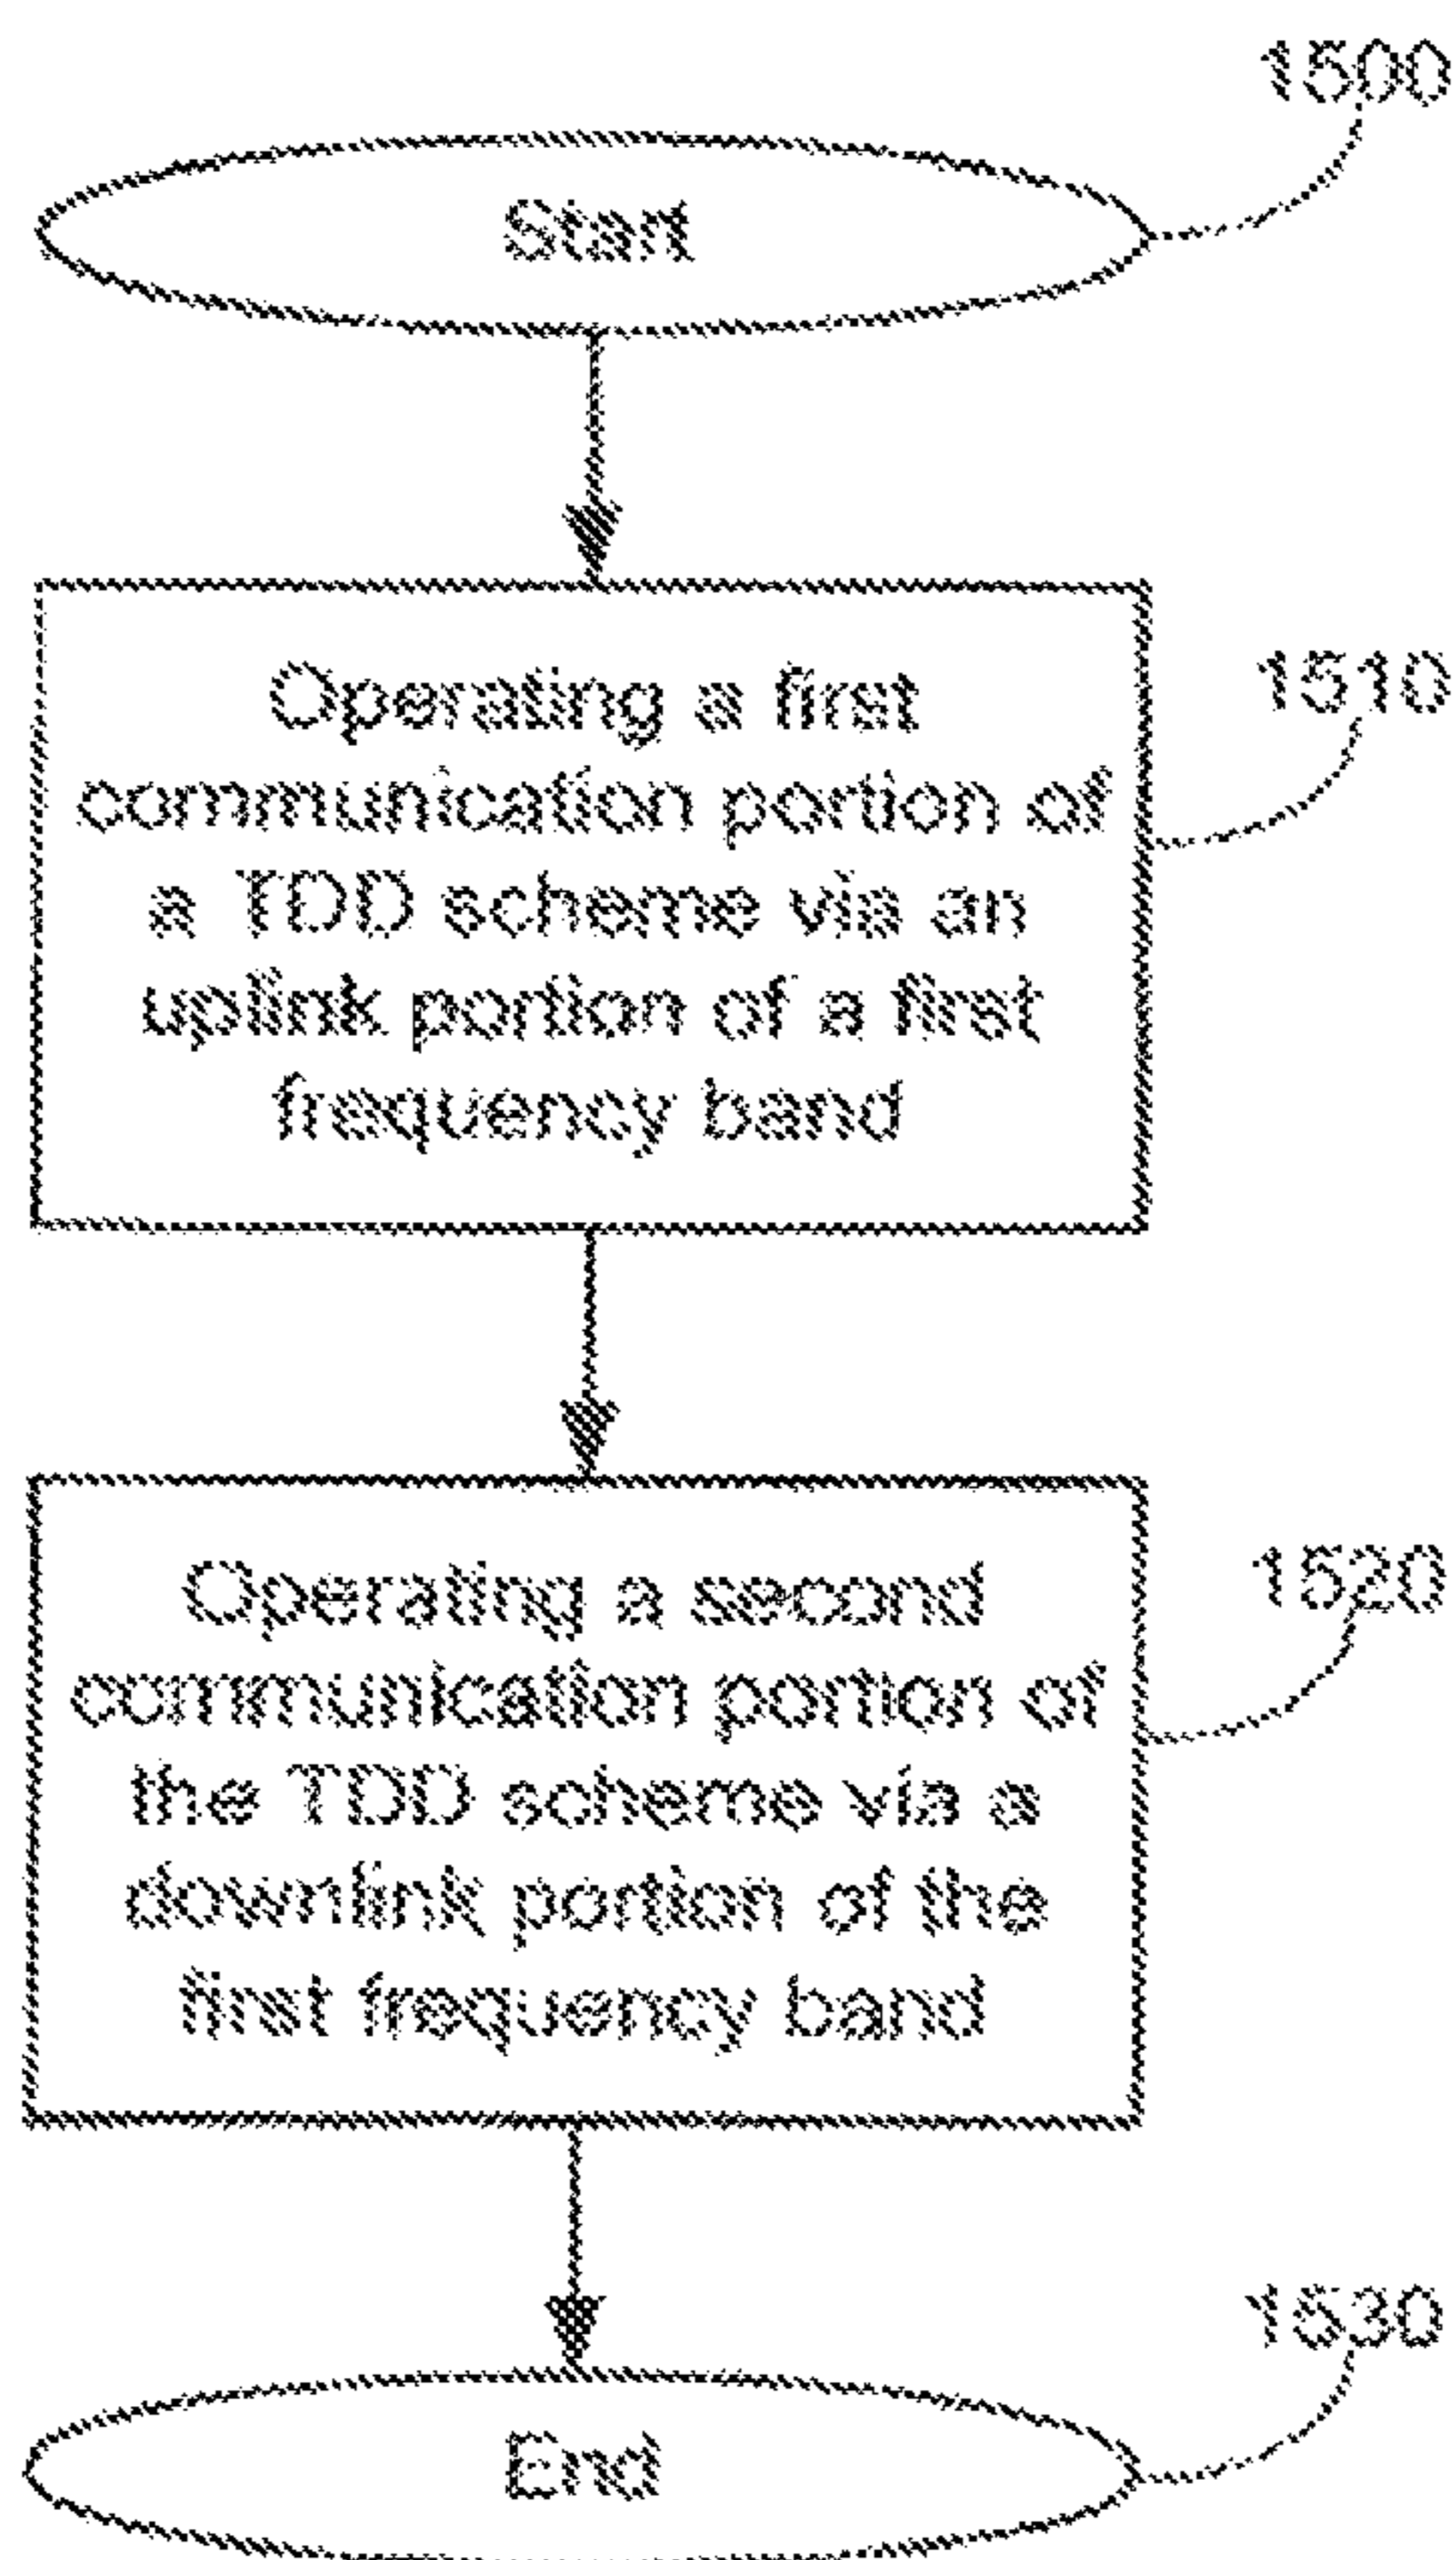 1500
Start
Operating a first
communication portion of
a TDD scheme via an
uplink portion of a first
frequency band
1510
Operating a second
communication portion of
the TDD scheme via a
downlink portion of the
first frequency band
1520
1530
End